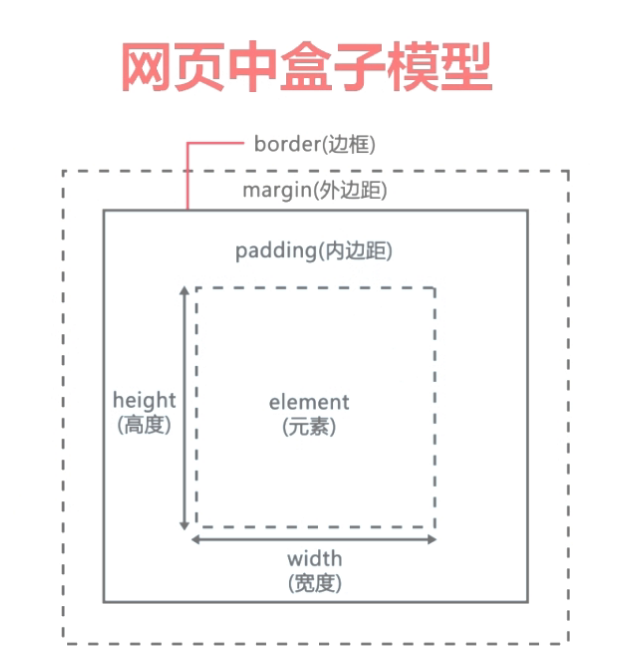 网页中盒子模型
border(边框)
margin(外边距)
padding(内边距)
height
(高度)
element
(元素)
width
(宽度)